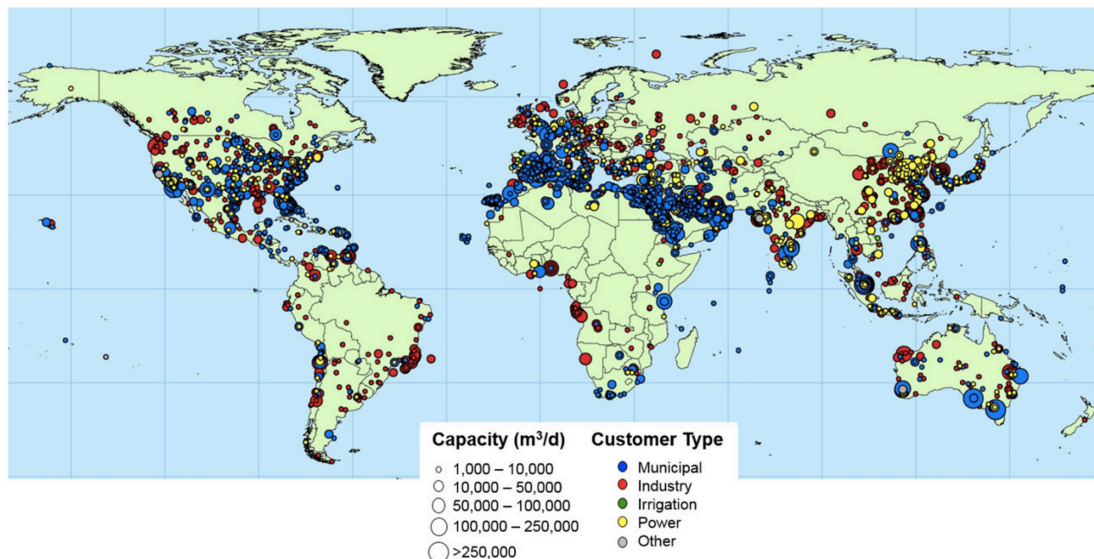 Capacity (m³/d)
1,000 – 10,000
10,000 – 50,000
50,000 – 100,000
100,000 – 250,000
>250,000
Customer Type
Municipal
Industry
Irrigation
Power
Other